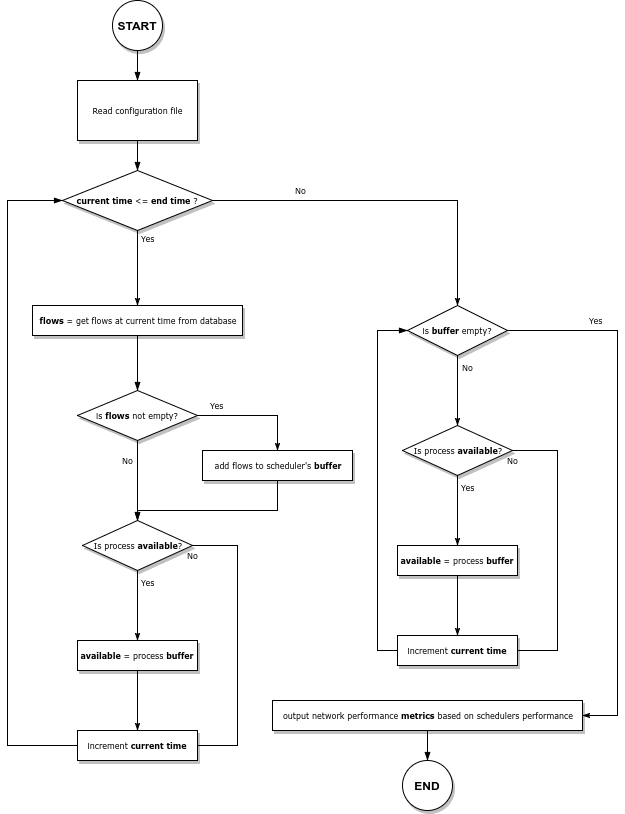 START
Read configuration file
current time <= end time ?
No
Yes
flows = get flows at current time from database
Is flows not empty?
Yes
No
add flows to scheduler's buffer
Is process available?
No
Yes
available = process buffer
Increment current time
Is buffer empty?
Yes
No
Is process available?
No
Yes
available = process buffer
Increment current time
output network performance metrics based on schedulers performance
END